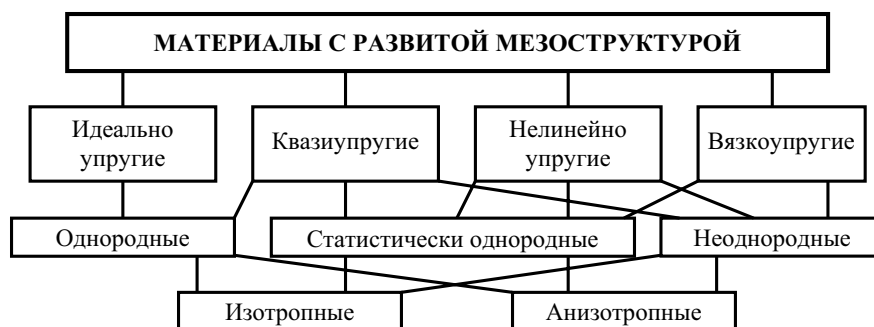 МАТЕРИАЛЫ С РАЗВИТОЙ МЕЗОСТРУКТУРОЙ
Идеально
упругие
Квазиупругие
Нелинейно
упругие
Вязкоупругие
Однородные
Статистически однородные
Неоднородные
Изотропные
Анизотропные